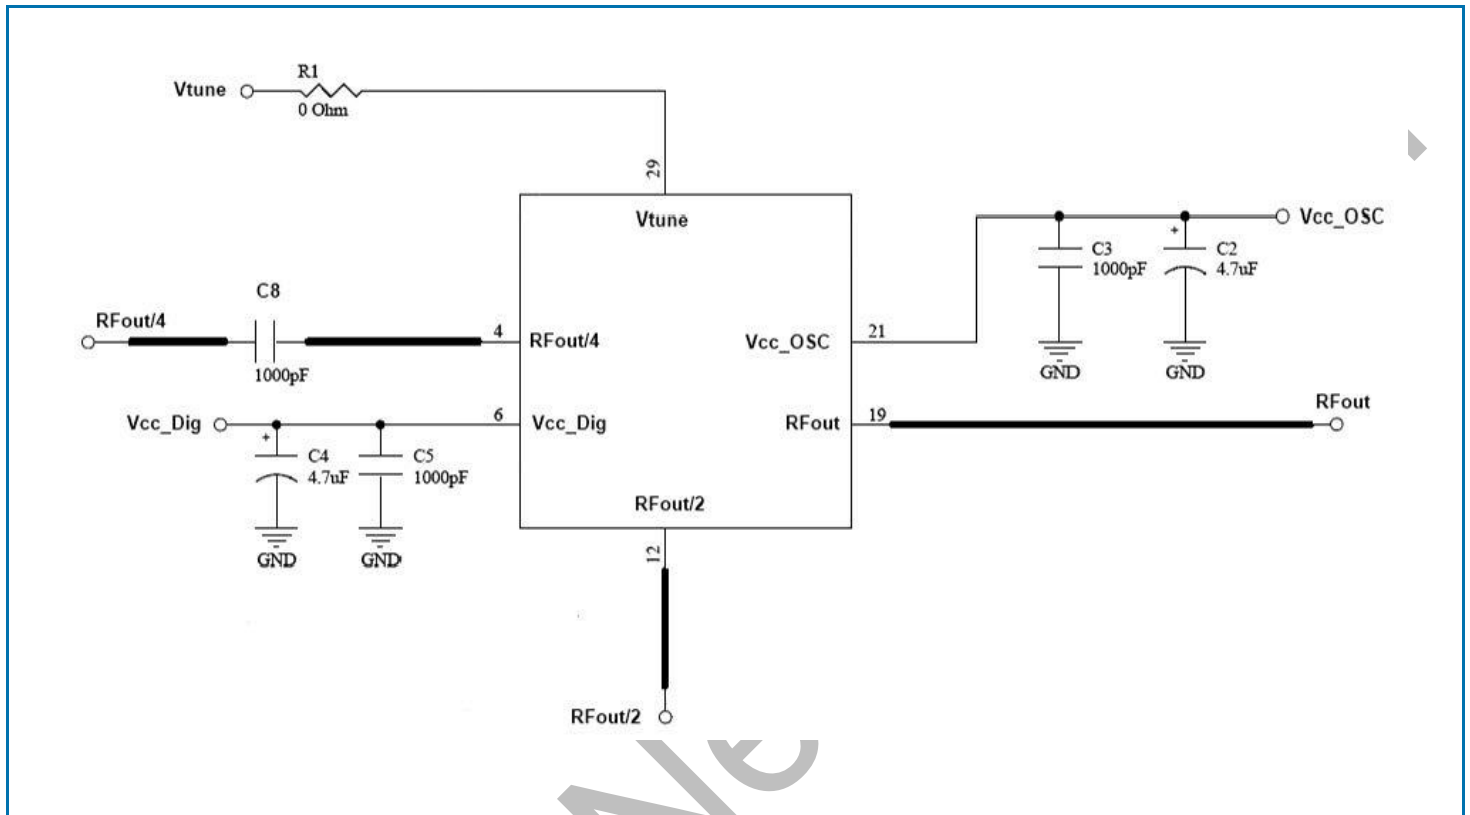 R1
Vtune
0 Ohm
29
Vtune
Vcc_OSC
+
C3
C2
1000pF
4.7uF
C8
RFout/4
4
RFout/4
Vcc_OSC
21
1000pF
GND
GND
RFout
Vcc_Dig
6
Vcc_Dig
RFout
19
+
C4
C5
4.7uF
1000pF
RFout/2
GND
GND
12
RFout/2